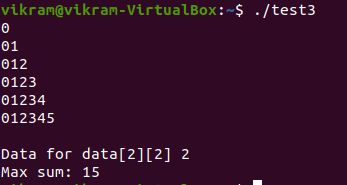 vikram@vikram-VirtualBox:~$ ./test3
0
01
012
0123
01234
012345
Data for data[2][2] 2
Max sum: 15